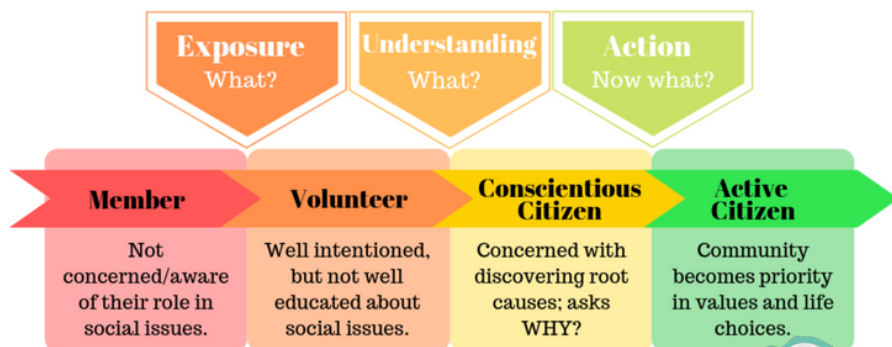 Exposure
What?
Understanding
What?
Action
Now what?
Member
Not
concerned/aware
of their role in
social issues.
Volunteer
Well intentioned,
but not well
educated about
social issues.
Conscientious
Citizen
Concerned with
discovering root
causes; asks
WHY?
Active
Citizen
Community
becomes priority
in values and life
choices.